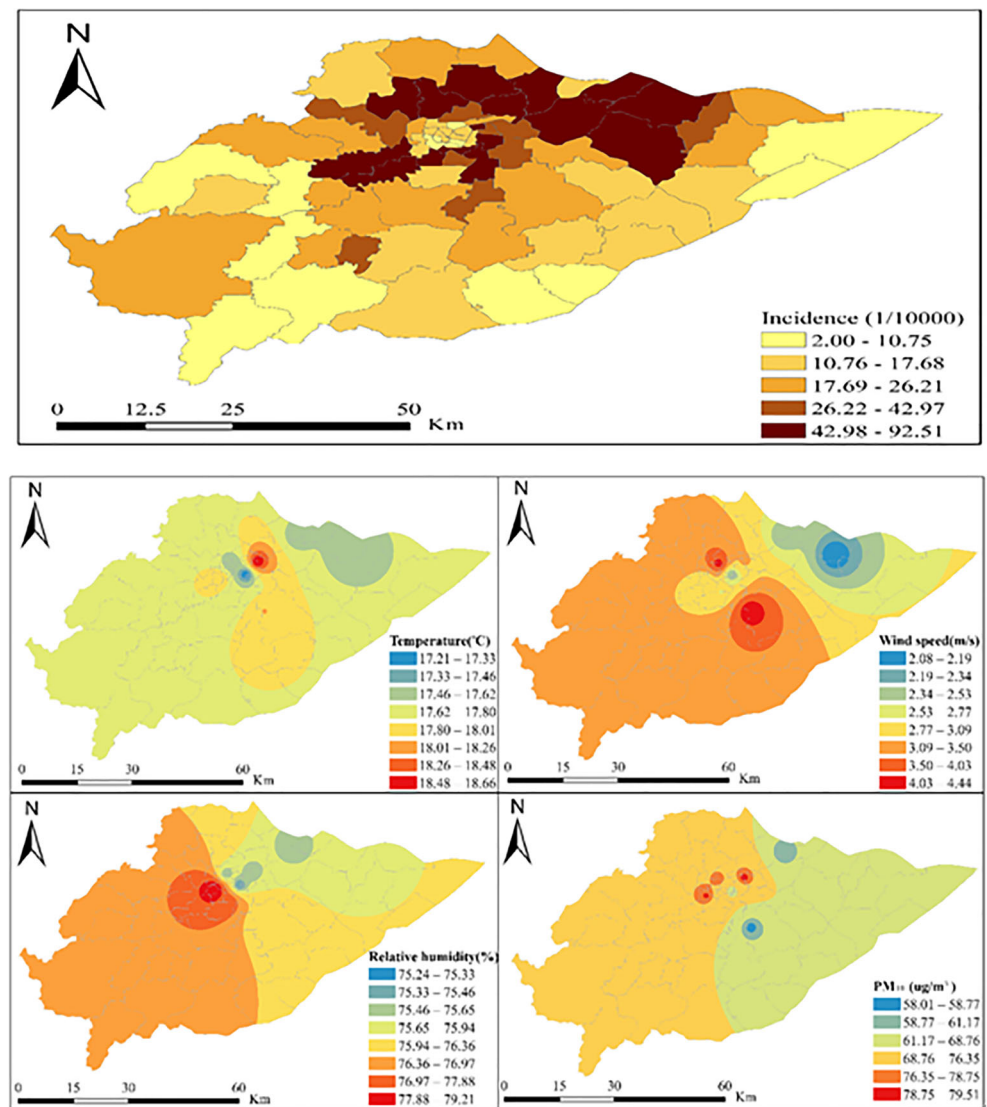 N
Incidence (1/10000)
2.00 - 10.75
10.76 - 17.68
17.69 - 26.21
26.22 - 42.97
42.98 - 92.51
0 12.5 25 50 Km
N
Temperature(°C)
17.21 – 17.33
17.33 – 17.46
17.46 – 17.62
17.62 17.80
17.80 – 18.01
18.01 – 18.26
18.26 – 18.48
18.48 18.66
0 15 30 60 Km
N
Wind speed(m/s)
2.08 – 2.19
2.19 – 2.34
2.34 – 2.53
2.53 2.77
2.77 – 3.09
3.09 – 3.50
3.50 – 4.03
4.03 4.44
0 15 30 60 Km
N
Relative humidity(%)
75.24 – 75.33
75.33 – 75.46
75.46 – 75.65
75.65 75.94
75.94 – 76.36
76.36 – 76.97
76.97 – 77.88
77.88 79.21
0 15 30 60 Km
N
PM₁₀ (ug/m³)
58.01 – 58.77
58.77 – 61.17
61.17 – 68.76
68.76 76.35
76.35 – 78.75
78.75 79.51
0 15 30 60 Km